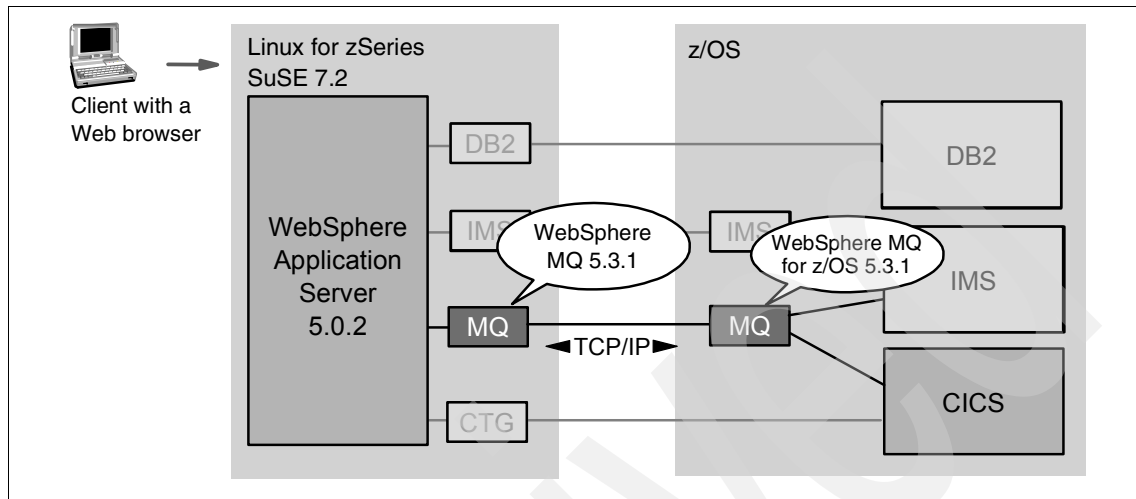 Client with a
Web browser
Linux for zSeries
SuSE 7.2
WebSphere
Application
Server
5.0.2
DB2
IMS
WebSphere
MQ 5.3.1
MQ
CTG
TCP/IP
z/OS
IMS
WebSphere MQ
for z/OS 5.3.1
MQ
DB2
IMS
CICS